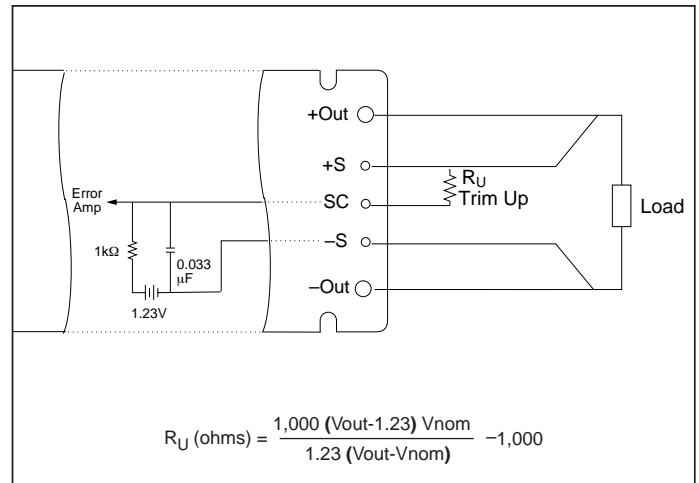 +Out
+S
R_U
Trim Up
Error
Amp
SC
Load
1kΩ
–S
0.033
μF
–Out
1.23V
R_U (ohms) = 1,000 (Vout-1.23) Vnom / 1.23 (Vout-Vnom) –1,000